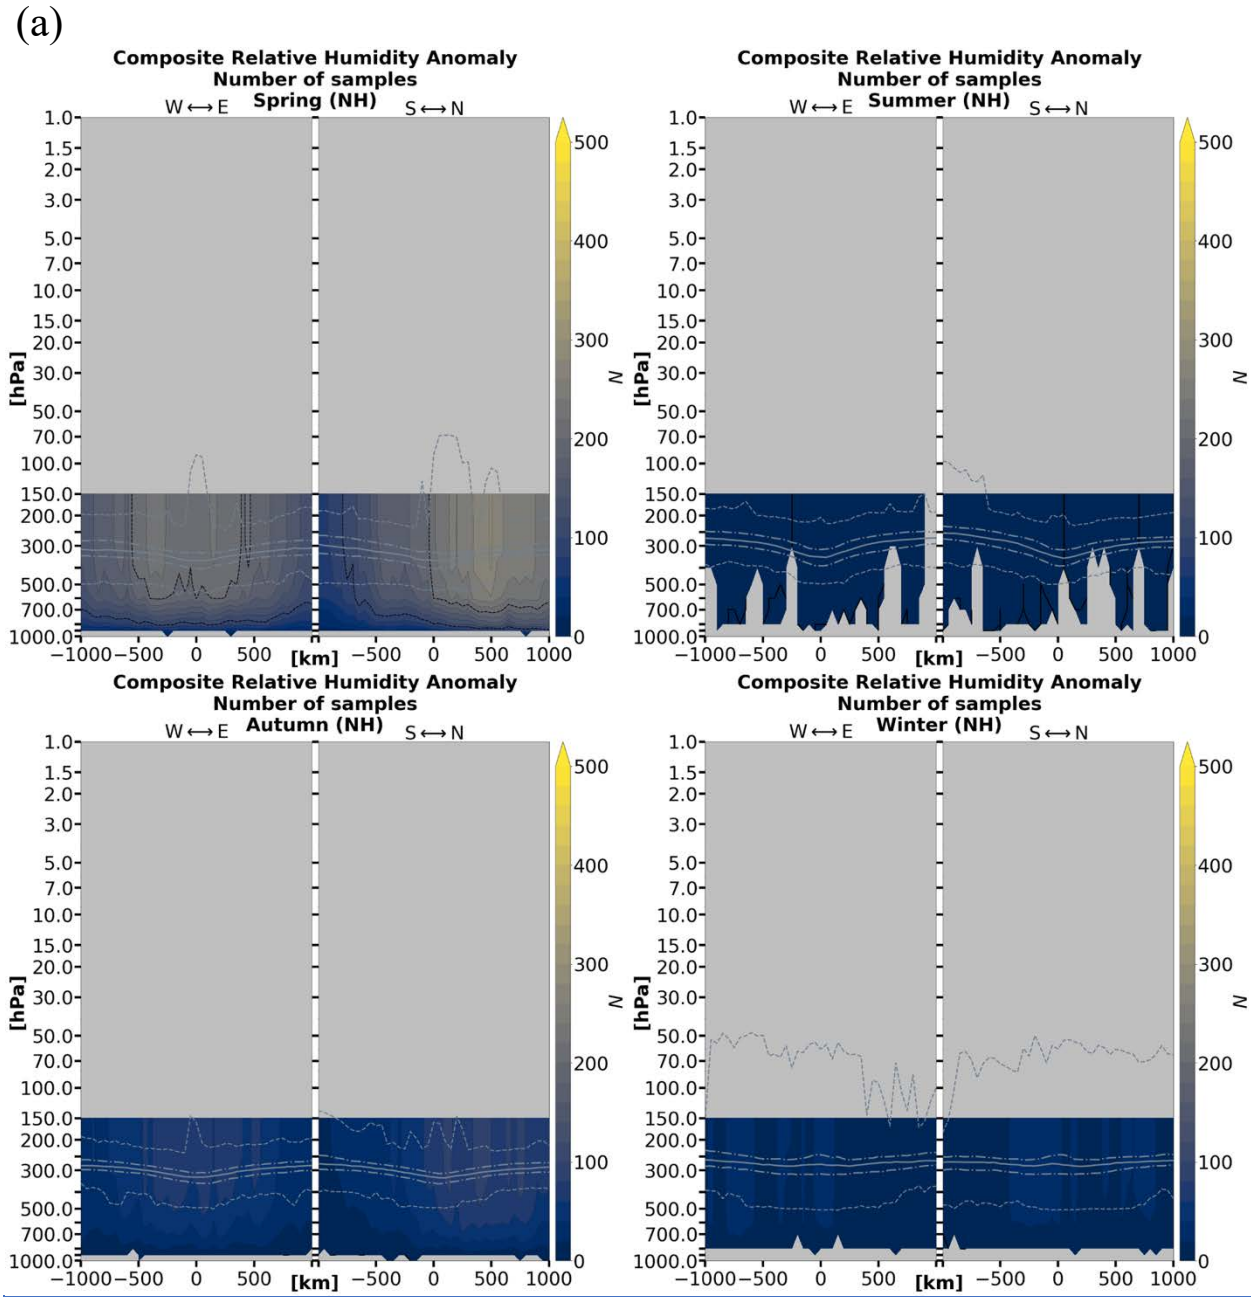 (a)
Composite Relative Humidity Anomaly
Number of samples
Spring (NH)
W ⟷ E
S ⟷ N
1.0
1.5
2.0
3.0
5.0
7.0
10.0
15.0
20.0
30.0
50.0
70.0
100.0
150.0
200.0
300.0
500.0
700.0
1000.0
[hPa]
−1000 −500 0 500
−500 0 500 1000
[km]
500
400
300
200
100
0
N
Composite Relative Humidity Anomaly
Number of samples
Summer (NH)
W ⟷ E
S ⟷ N
1.0
1.5
2.0
3.0
5.0
7.0
10.0
15.0
20.0
30.0
50.0
70.0
100.0
150.0
200.0
300.0
500.0
700.0
1000.0
[hPa]
−1000 −500 0 500
−500 0 500 1000
[km]
500
400
300
200
100
0
N
Composite Relative Humidity Anomaly
Number of samples
Autumn (NH)
W ⟷ E
S ⟷ N
1.0
1.5
2.0
3.0
5.0
7.0
10.0
15.0
20.0
30.0
50.0
70.0
100.0
150.0
200.0
300.0
500.0
700.0
1000.0
[hPa]
−1000 −500 0 500
−500 0 500 1000
[km]
500
400
300
200
100
0
N
Composite Relative Humidity Anomaly
Number of samples
Winter (NH)
W ⟷ E
S ⟷ N
1.0
1.5
2.0
3.0
5.0
7.0
10.0
15.0
20.0
30.0
50.0
70.0
100.0
150.0
200.0
300.0
500.0
700.0
1000.0
[hPa]
−1000 −500 0 500
−500 0 500 1000
[km]
500
400
300
200
100
0
N